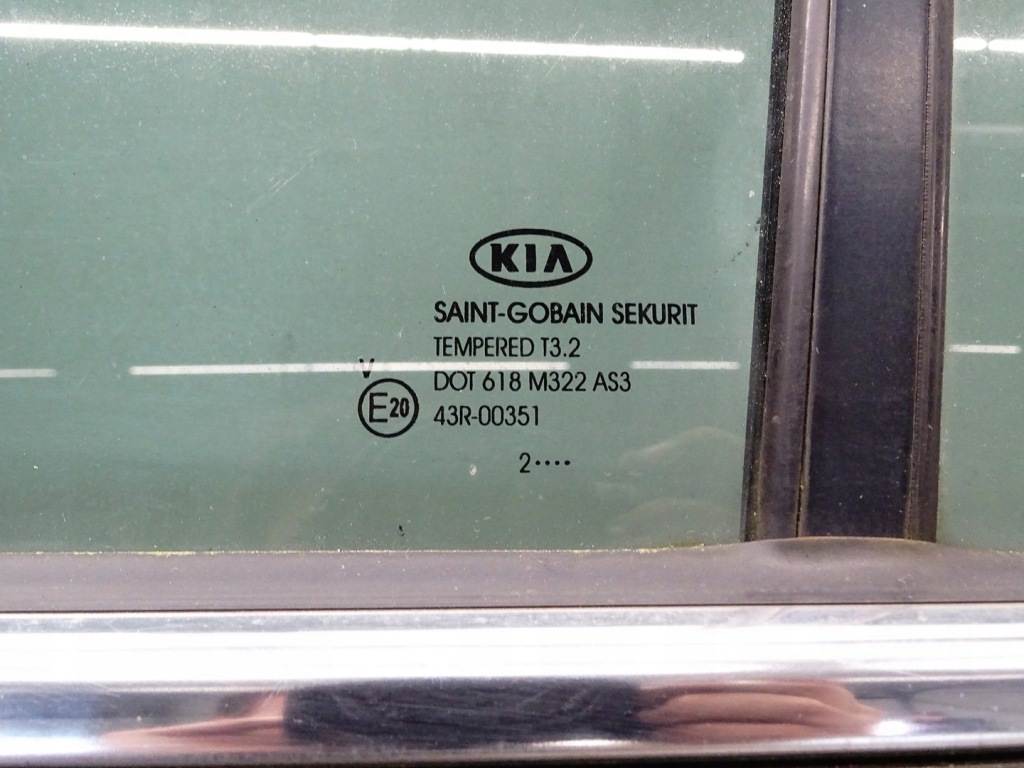 KIA
SAINT-GOBAIN SEKURIT
TEMPERED T3.2
V
DOT 618 M322 AS3
E20
43R-00351
2····